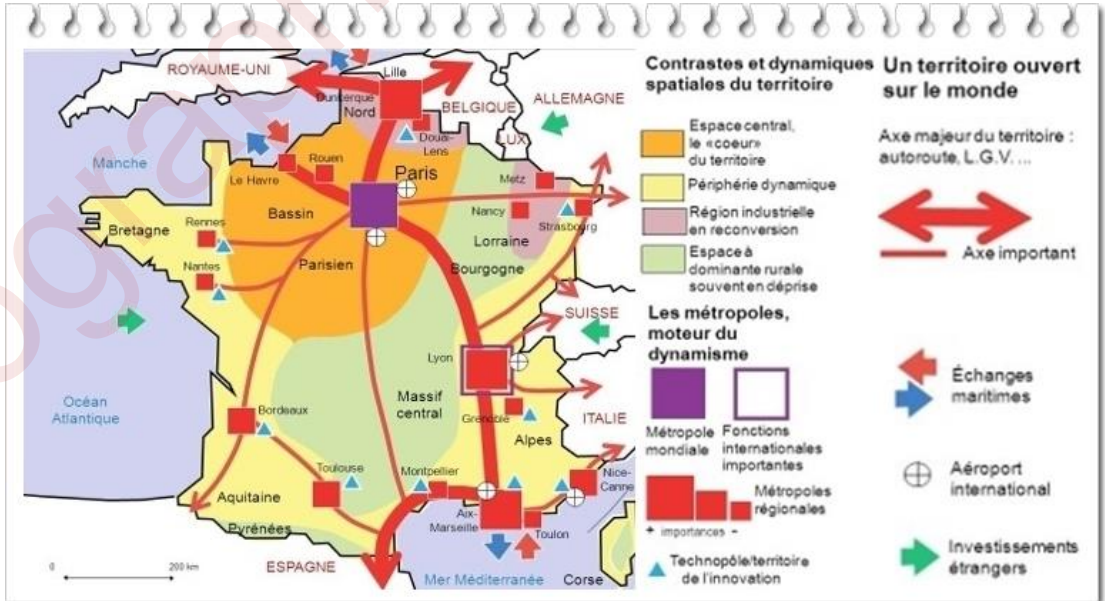 ROYAUME-UNI
Lille
Dunkerque
Nord
BELGIQUE
ALLEMAGNE
Douai-
Lens
LUX
Manche
Rouen
Le Havre
Paris
Metz
Bassin
Nancy
Strasbourg
Rennes
Bretagne
Lorraine
Parisien
Bourgogne
Nantes
SUISSE
Lyon
Océan
Atlantique
Massif
central
Bordeaux
Grenoble
ITALIE
Alpes
Toulouse
Montpellier
Nice-
Canne
Aquitaine
Aix-
Marseille
Toulon
Pyrénées
ESPAGNE
0 200 km
Mer Méditerranée
Corse
Contrastes et dynamiques
spatiales du territoire
Espace central,
le «coeur»
du territoire
Périphérie dynamique
Région industrielle
en reconversion
Espace à
dominante rurale
souvent en déprise
Les métropoles,
moteur du
dynamisme
Métropole
mondiale
Fonctions
internationales
importantes
Métropoles
régionales
+ importances -
Technopôle/territoire
de l'innovation
Un territoire ouvert
sur le monde
Axe majeur du territoire :
autoroute, L.G.V. ...
Axe important
Échanges
maritimes
Aéroport
international
Investissements
étrangers